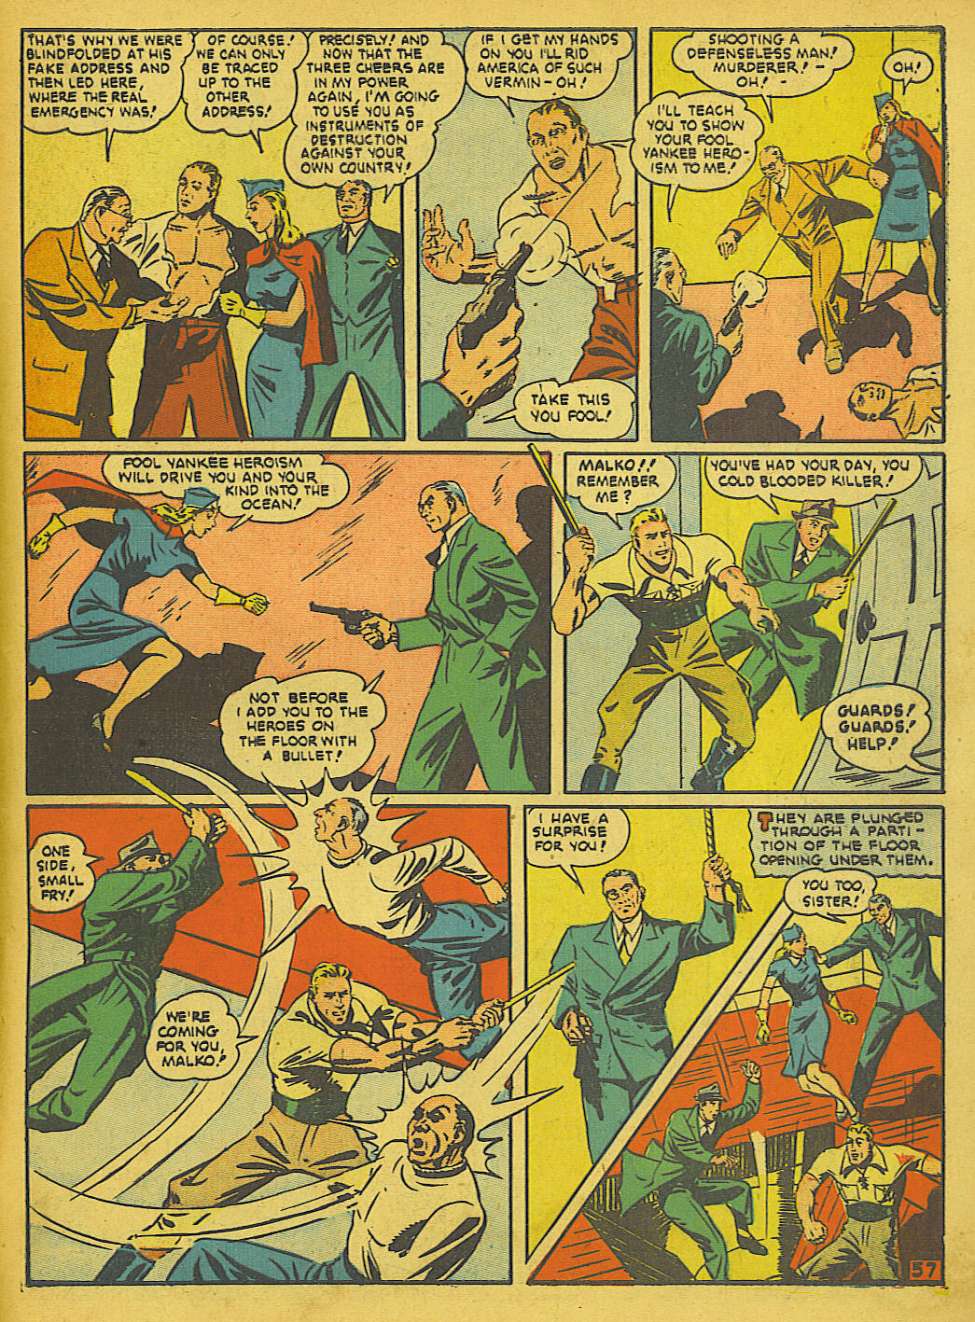 THAT'S WHY WE WERE
BLINDFOLDED AT HIS
FAKE ADDRESS AND
THEN LED HERE,
WHERE THE REAL
EMERGENCY WAS!
OF COURSE!
WE CAN ONLY
BE TRACED
UP TO THE
OTHER
ADDRESS!
PRECISELY! AND
NOW THAT THE
THREE CHEERS ARE
IN MY POWER
AGAIN, I'M GOING
TO USE YOU AS
INSTRUMENTS OF
DESTRUCTION
AGAINST YOUR
OWN COUNTRY!
IF I GET MY HANDS
ON YOU I'LL RID
AMERICA OF SUCH
VERMIN-OH!
TAKE THIS
YOU FOOL!
SHOOTING A
DEFENSELESS MAN!
MURDERER! -
OH! -
OH!
I'LL TEACH
YOU TO SHOW
YOUR FOOL
YANKEE HERO-
ISM TO ME!
FOOL YANKEE HEROISM
WILL DRIVE YOU AND YOUR
KIND INTO THE
OCEAN!
NOT BEFORE
I ADD YOU TO THE
HEROES ON
THE FLOOR WITH
A BULLET!
MALKO!!
REMEMBER
ME?
YOU'VE HAD YOUR DAY, YOU
COLD BLOODED KILLER!
GUARDS!
GUARDS!
HELP!
ONE
SIDE,
SMALL
FRY!
WE'RE
COMING
FOR YOU,
MALKO!
I HAVE A
SURPRISE
FOR YOU!
THEY ARE PLUNGED
THROUGH A PARTI-
TION OF THE FLOOR
OPENING UNDER THEM.
YOU TOO,
SISTER!
57